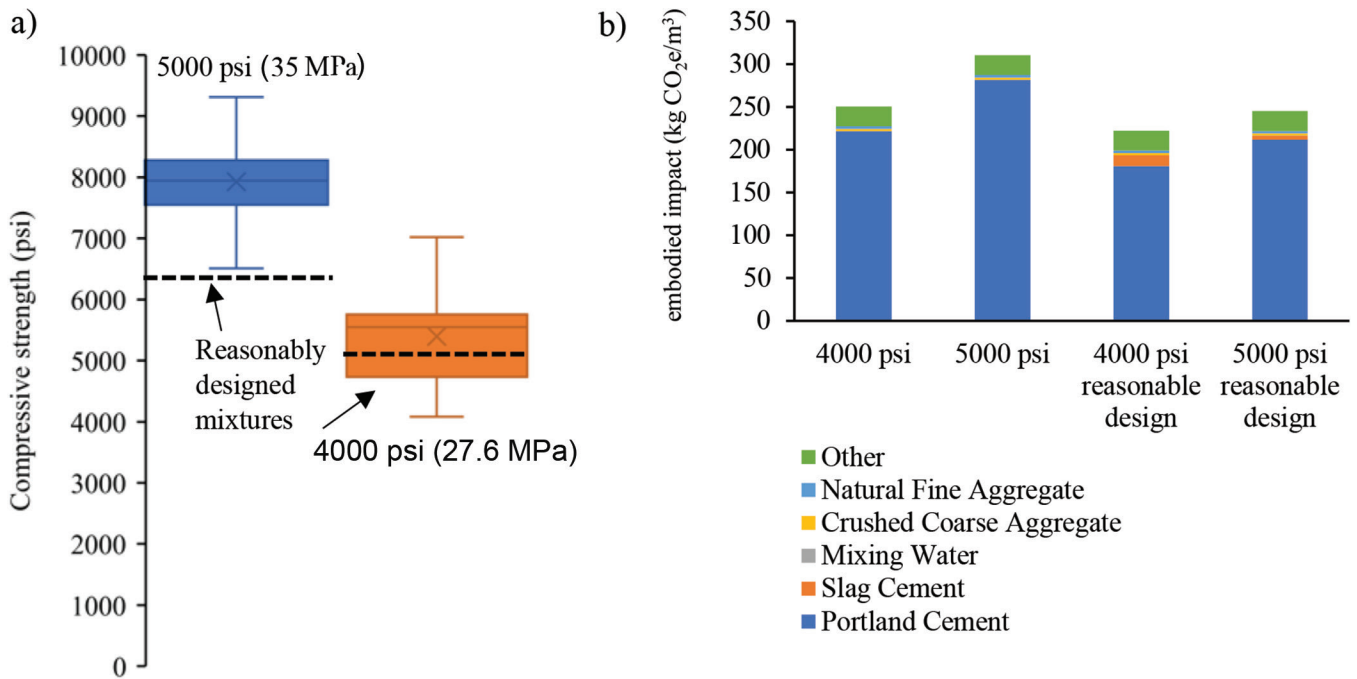 a)
10000
9000
8000
7000
6000
5000
4000
3000
2000
1000
0
Compressive strength (psi)
5000 psi (35 MPa)
Reasonably
designed
mixtures
4000 psi (27.6 MPa)
b)
350
300
250
200
150
100
50
0
embodied impact (kg CO₂e/m³)
4000 psi
5000 psi
4000 psi
reasonable
design
5000 psi
reasonable
design
Other
Natural Fine Aggregate
Crushed Coarse Aggregate
Mixing Water
Slag Cement
Portland Cement